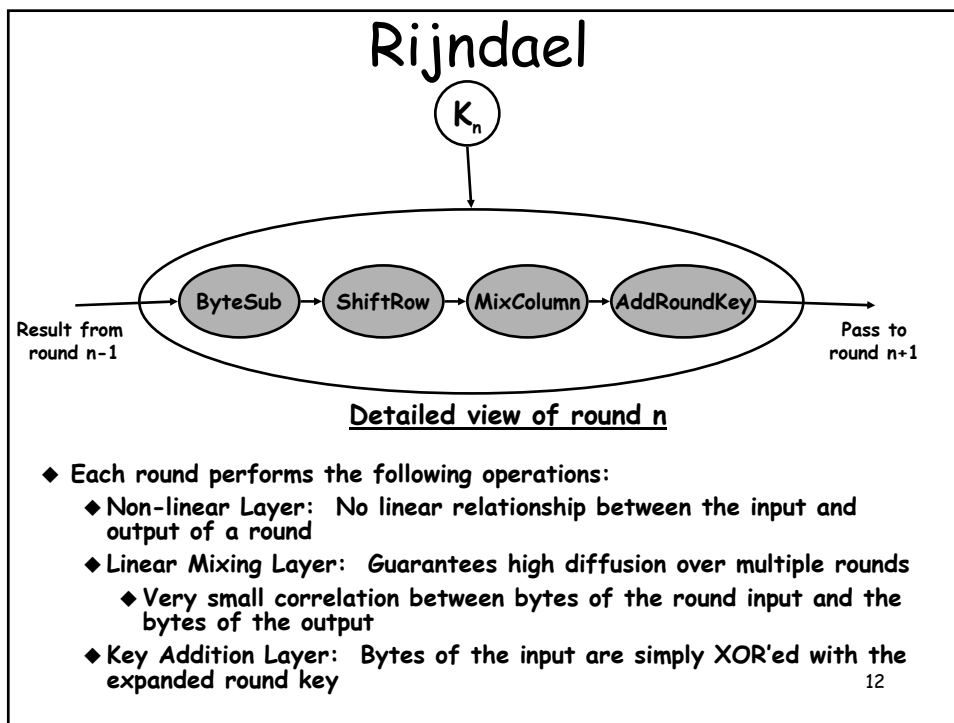 Rijndael
Kn
ByteSub
ShiftRow
MixColumn
AddRoundKey
Result from
round n-1
Pass to
round n+1
Detailed view of round n
◆ Each round performs the following operations:
◆ Non-linear Layer: No linear relationship between the input and
output of a round
◆ Linear Mixing Layer: Guarantees high diffusion over multiple rounds
◆ Very small correlation between bytes of the round input and the
bytes of the output
◆ Key Addition Layer: Bytes of the input are simply XOR'ed with the
expanded round key
12